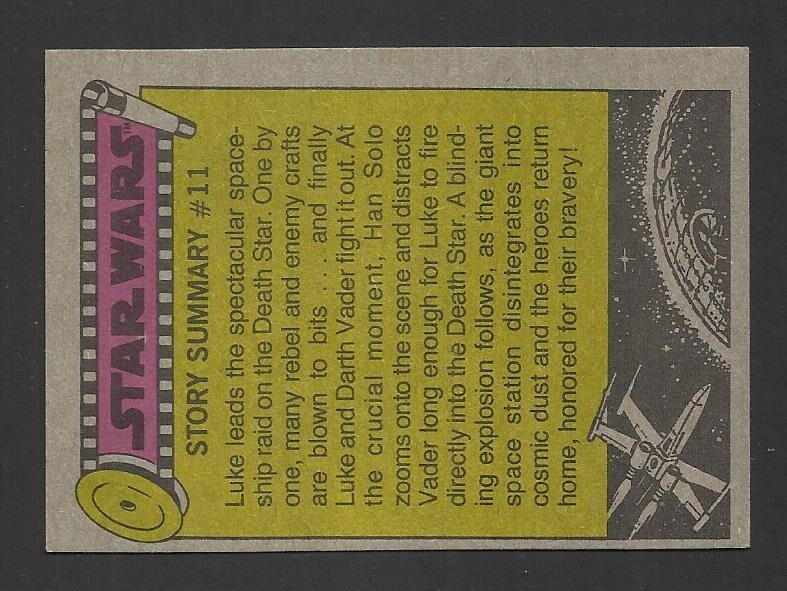 STAR WARS™
STORY SUMMARY #11
Luke leads the spectacular space-
ship raid on the Death Star. One by
one, many rebel and enemy crafts
are blown to bits . . . and finally
Luke and Darth Vader fight it out. At
the crucial moment, Han Solo
zooms onto the scene and distracts
Vader long enough for Luke to fire
directly into the Death Star. A blind-
ing explosion follows, as the giant
space station disintegrates into
cosmic dust and the heroes return
home, honored for their bravery!